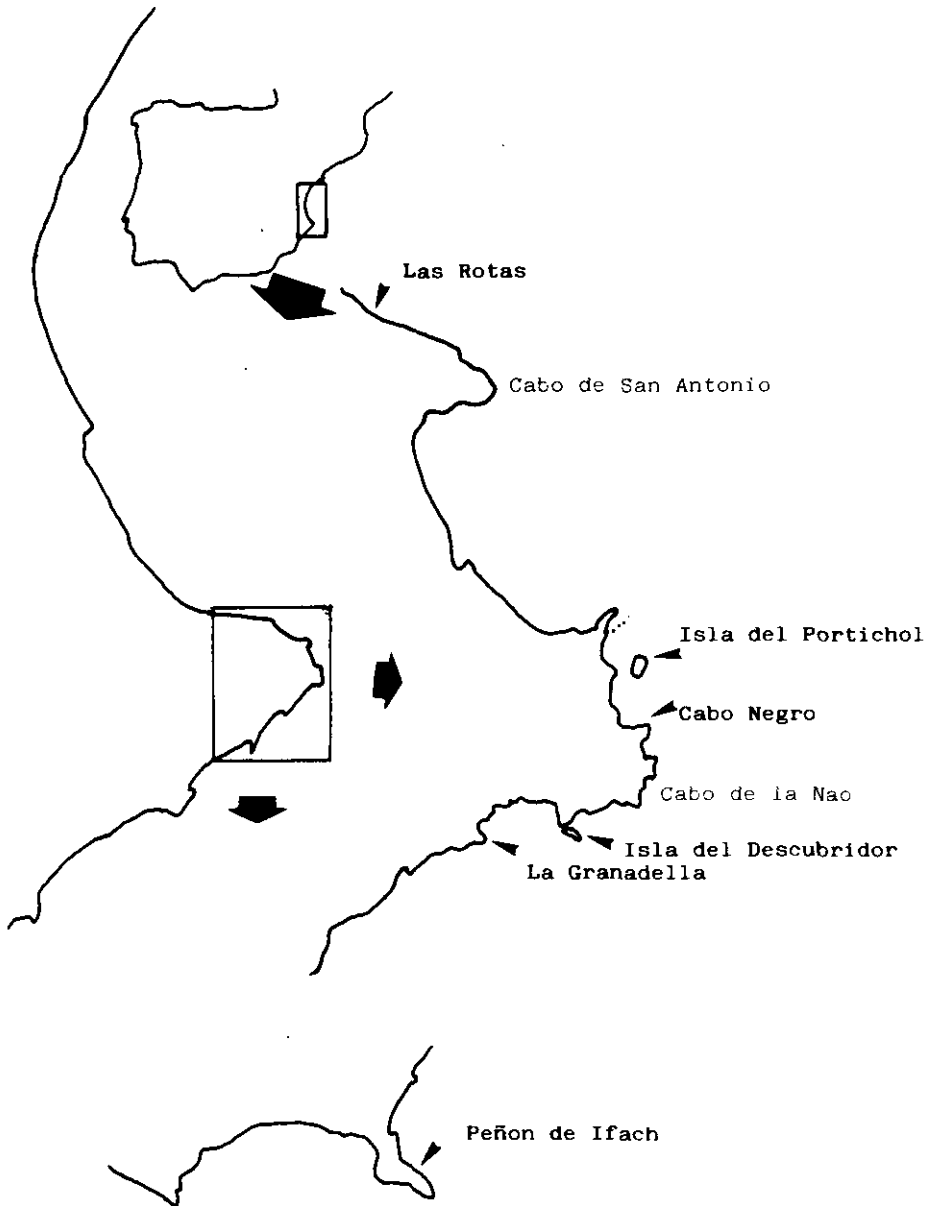 Las Rotas
Cabo de San Antonio
Isla del Portichol
Cabo Negro
Cabo de la Nao
Isla del Descubridor
La Granadella
Peñon de Ifach